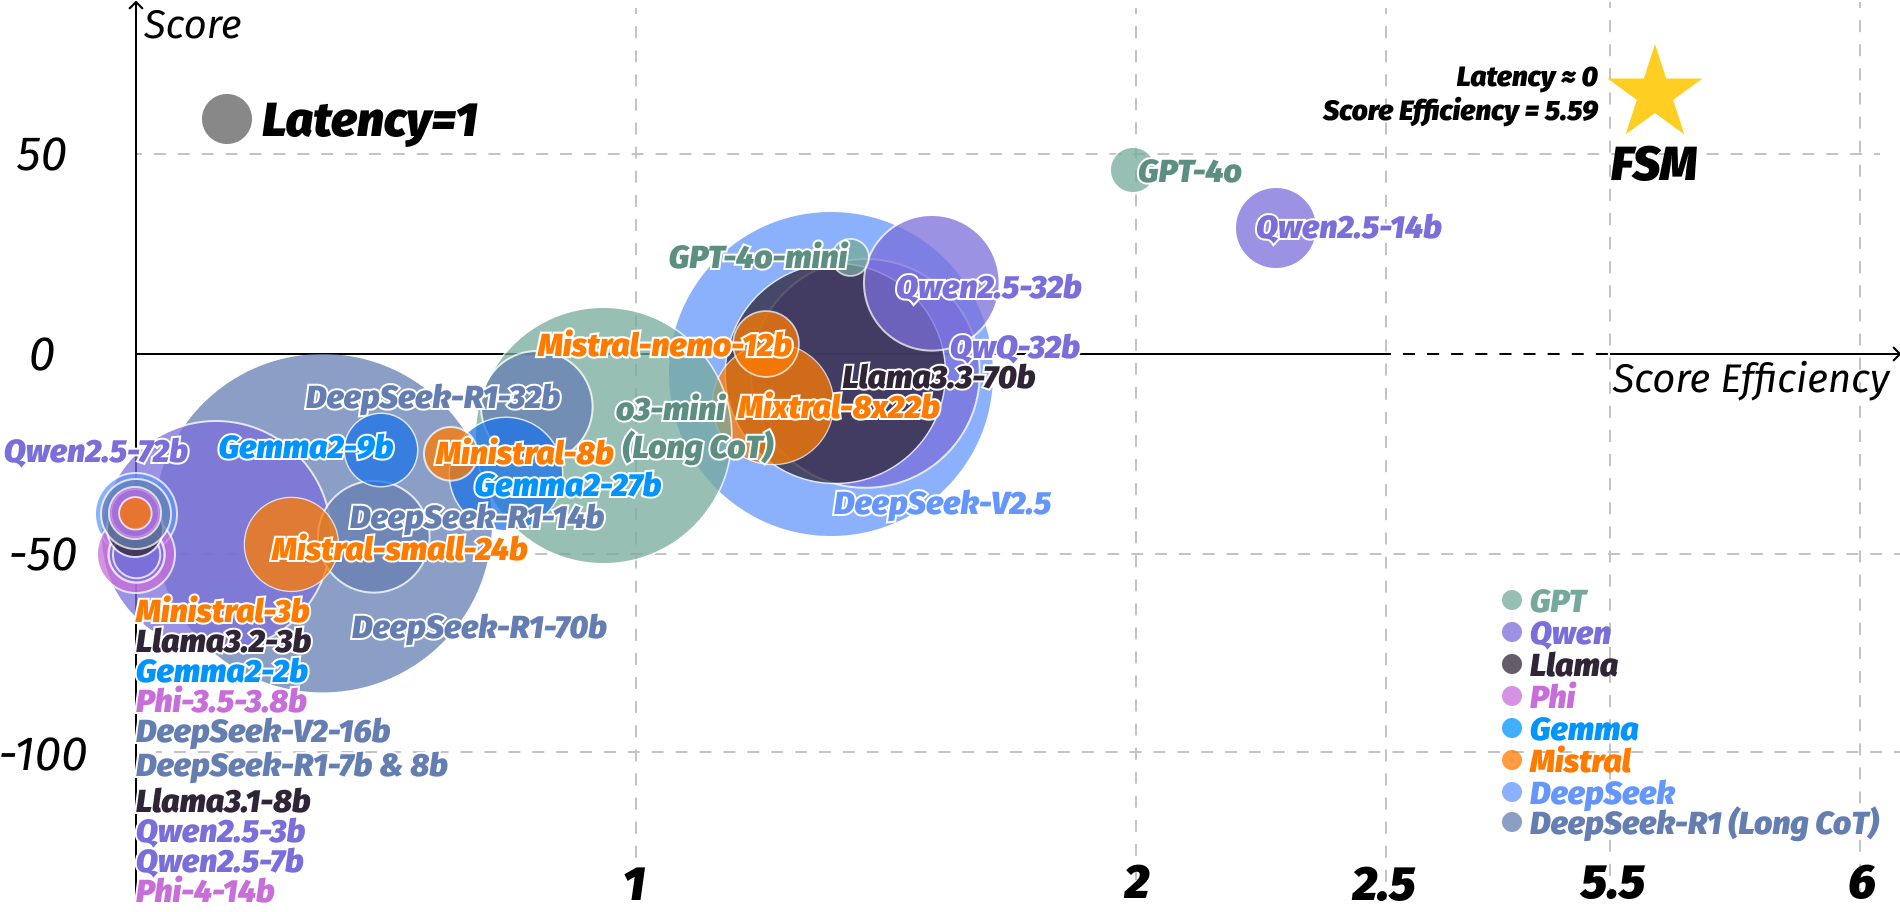 Score
Latency=1
Latency ≈ 0
Score Efficiency = 5.59
FSM
50
GPT-4o
Qwen2.5-14b
GPT-4o-mini
Qwen2.5-32b
Mistral-nemo-12b
QwQ-32b
0
Llama3.3-70b
Score Efficiency
DeepSeek-R1-32b
o3-mini
(Long CoT)
Mixtral-8x22b
Qwen2.5-72b
Gemma2-9b
Ministral-8b
Gemma2-27b
DeepSeek-V2.5
DeepSeek-R1-14b
-50
Mistral-small-24b
DeepSeek-R1-70b
Ministral-3b
Llama3.2-3b
Gemma2-2b
Phi-3.5-3.8b
DeepSeek-V2-16b
-100
DeepSeek-R1-7b & 8b
Llama3.1-8b
Qwen2.5-3b
Qwen2.5-7b
Phi-4-14b
GPT
Qwen
Llama
Phi
Gemma
Mistral
DeepSeek
DeepSeek-R1 (Long CoT)
1
2
2.5
5.5
6